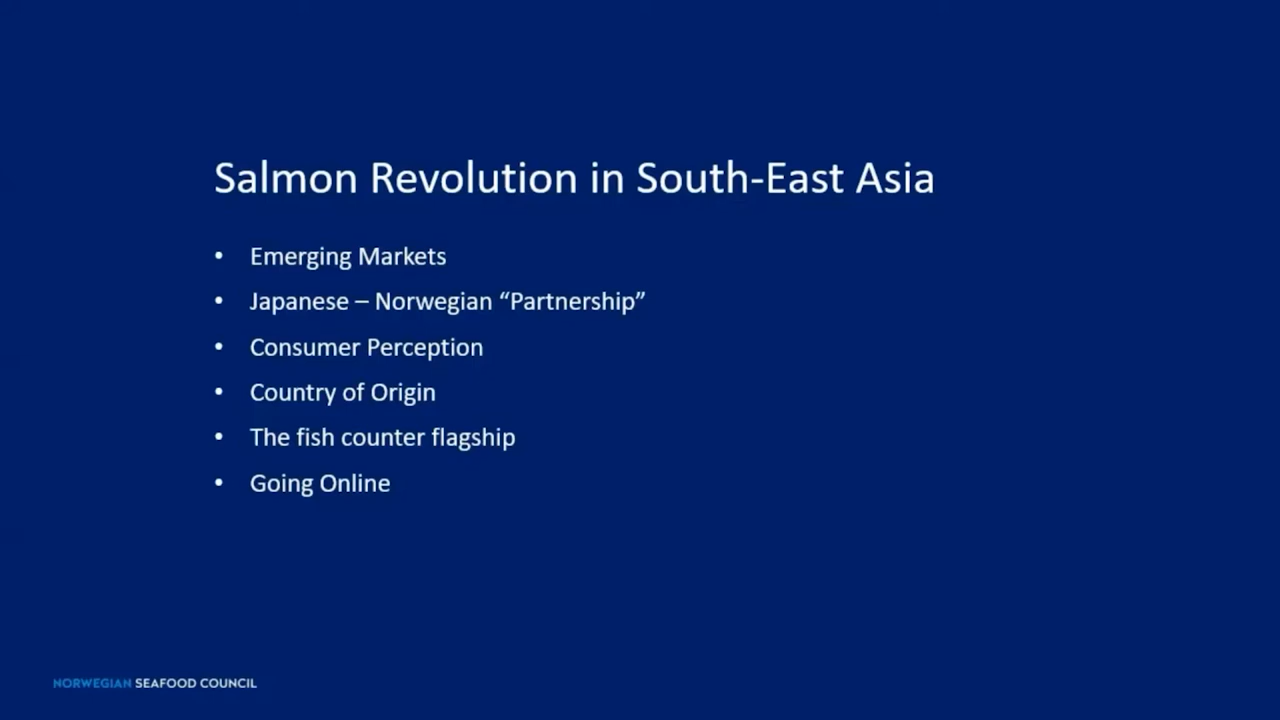 Salmon Revolution in South-East Asia
• Emerging Markets
• Japanese – Norwegian “Partnership”
• Consumer Perception
• Country of Origin
• The fish counter flagship
• Going Online
NORWEGIAN SEAFOOD COUNCIL